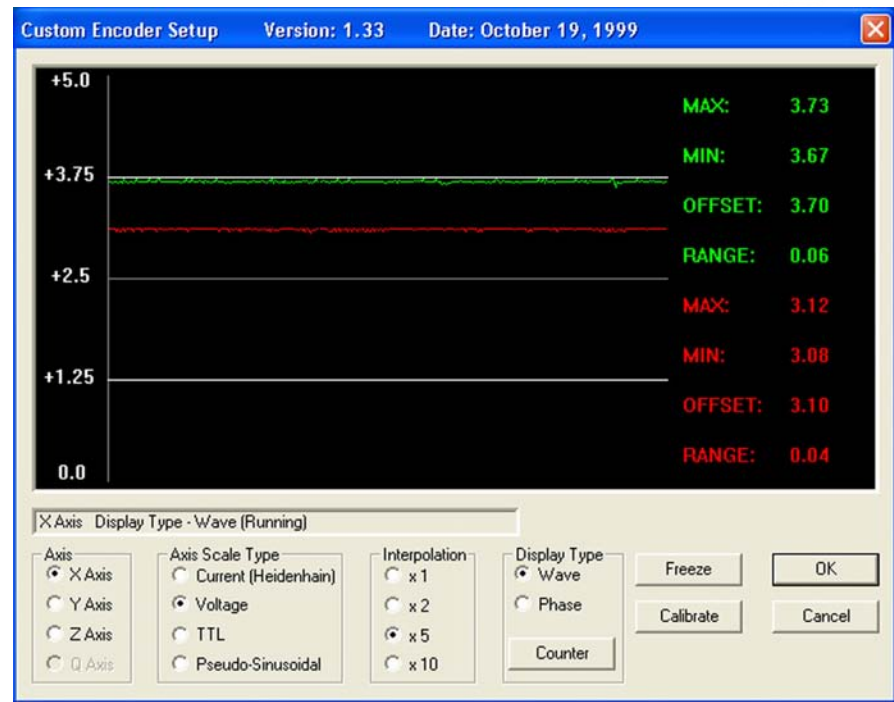 Custom Encoder Setup Version: 1.33 Date: October 19, 1999
+5.0
+3.75
+2.5
+1.25
0.0
MAX: 3.73
MIN: 3.67
OFFSET: 3.70
RANGE: 0.06
MAX: 3.12
MIN: 3.08
OFFSET: 3.10
RANGE: 0.04
X Axis Display Type - Wave (Running)
Axis
X Axis
Y Axis
Z Axis
Q Axis
Axis Scale Type
Current (Heidenhain)
Voltage
TTL
Pseudo-Sinusoidal
Interpolation
x 1
x 2
x 5
x 10
Display Type
Wave
Phase
Counter
Freeze
Calibrate
OK
Cancel